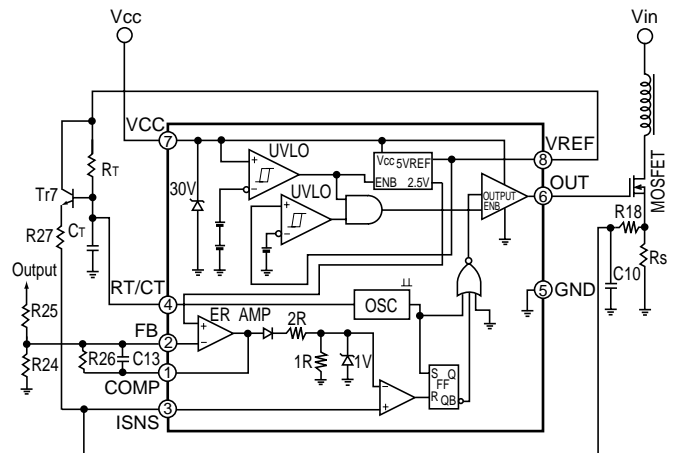 Vcc
Vin
VCC
7
UVLO
Vcc 5VREF
ENB 2.5V
VREF
8
RT
30V
UVLO
OUTPUT
ENB
OUT
6
MOSFET
Tr7
R27
CT
R18
Rs
C10
Output
RT/CT
4
OSC
5
GND
R25
FB
2
ER AMP
2R
R24
R26
C13
1R
1V
COMP
1
S Q
FF
R QB
3
ISNS
+
−
+
−
+
−
−
+